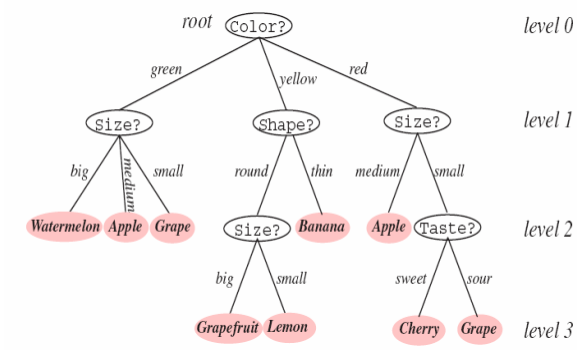 root Color? level 0
green yellow red
Size? Shape? Size? level 1
big medium small round thin medium small
Watermelon Apple Grape Size? Banana Apple Taste? level 2
big small sweet sour
Grapefruit Lemon Cherry Grape level 3